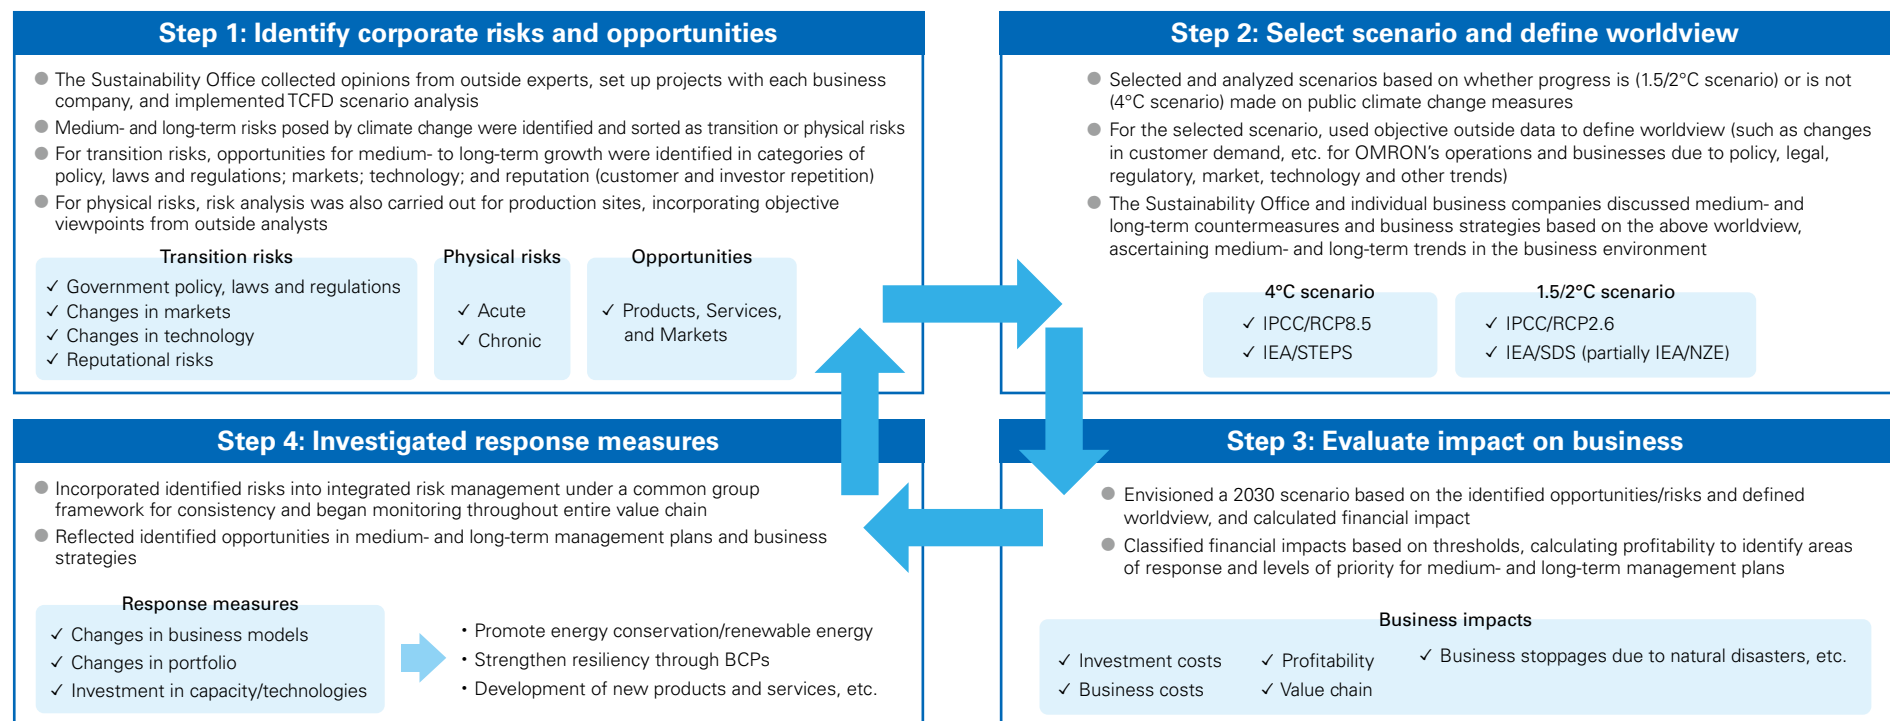 Step 1: Identify corporate risks and opportunities
● The Sustainability Office collected opinions from outside experts, set up projects with each business
company, and implemented TCFD scenario analysis
● Medium- and long-term risks posed by climate change were identified and sorted as transition or physical risks
● For transition risks, opportunities for medium- to long-term growth were identified in categories of
policy, laws and regulations; markets; technology; and reputation (customer and investor repetition)
● For physical risks, risk analysis was also carried out for production sites, incorporating objective
viewpoints from outside analysts
Transition risks
✓ Government policy, laws and regulations
✓ Changes in markets
✓ Changes in technology
✓ Reputational risks
Physical risks
✓ Acute
✓ Chronic
Opportunities
✓ Products, Services,
and Markets
Step 2: Select scenario and define worldview
● Selected and analyzed scenarios based on whether progress is (1.5/2°C scenario) or is not
(4°C scenario) made on public climate change measures
● For the selected scenario, used objective outside data to define worldview (such as changes
in customer demand, etc. for OMRON's operations and businesses due to policy, legal,
regulatory, market, technology and other trends)
● The Sustainability Office and individual business companies discussed medium- and
long-term countermeasures and business strategies based on the above worldview,
ascertaining medium- and long-term trends in the business environment
4°C scenario
✓ IPCC/RCP8.5
✓ IEA/STEPS
1.5/2°C scenario
✓ IPCC/RCP2.6
✓ IEA/SDS (partially IEA/NZE)
Step 4: Investigated response measures
● Incorporated identified risks into integrated risk management under a common group
framework for consistency and began monitoring throughout entire value chain
● Reflected identified opportunities in medium- and long-term management plans and business
strategies
Response measures
✓ Changes in business models
✓ Changes in portfolio
✓ Investment in capacity/technologies
• Promote energy conservation/renewable energy
• Strengthen resiliency through BCPs
• Development of new products and services, etc.
Step 3: Evaluate impact on business
● Envisioned a 2030 scenario based on the identified opportunities/risks and defined
worldview, and calculated financial impact
● Classified financial impacts based on thresholds, calculating profitability to identify areas
of response and levels of priority for medium- and long-term management plans
Business impacts
✓ Investment costs
✓ Business costs
✓ Profitability
✓ Value chain
✓ Business stoppages due to natural disasters, etc.